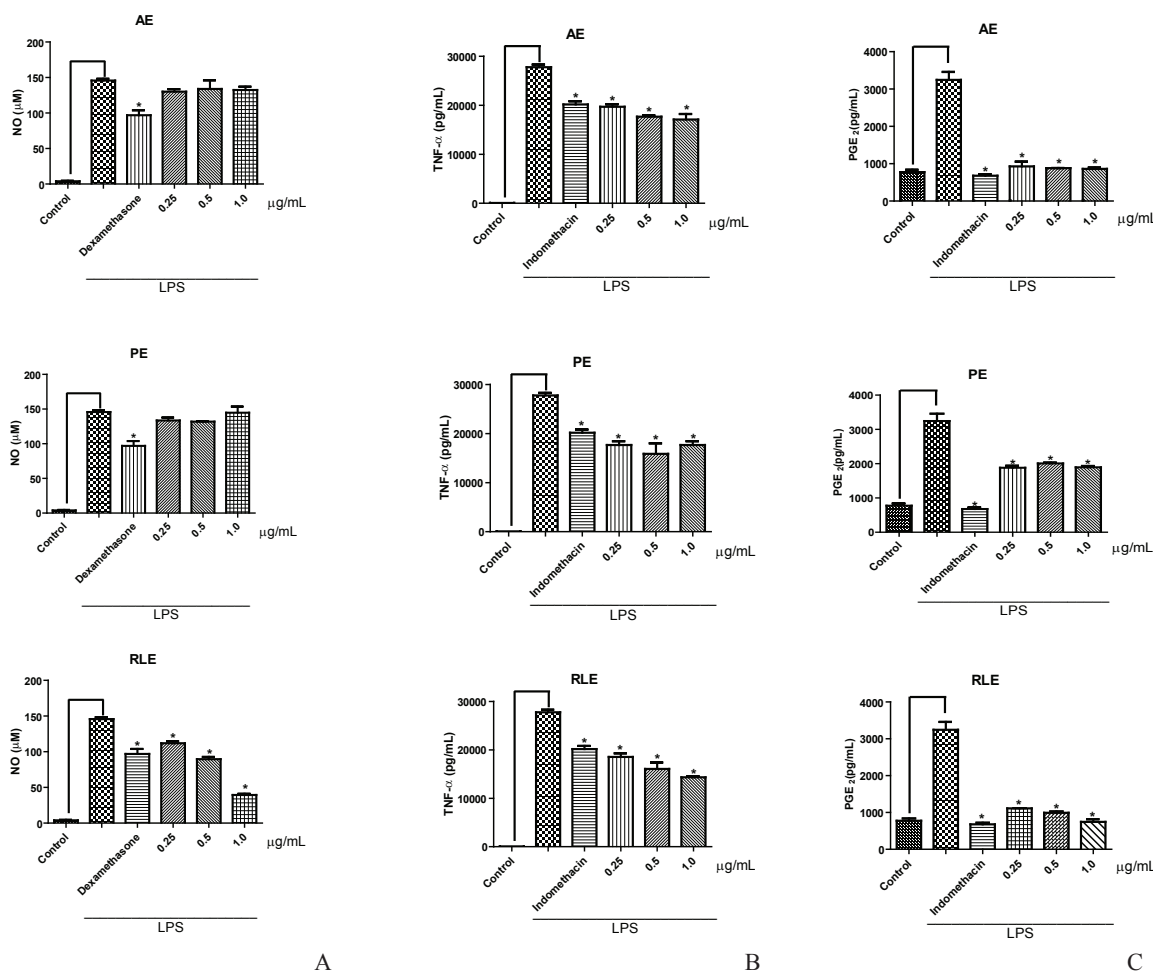 AE
200
150
100
50
0
NO (µM)
*
Control
Dexamethasone
0.25
0.5
1.0
µg/mL
LPS
AE
30000
20000
10000
0
TNF-α (pg/mL)
* * * *
Control
Indomethacin
0.25
0.5
1.0
µg/mL
LPS
AE
4000
3000
2000
1000
0
PGE 2(pg/mL)
* * * *
Control
Indomethacin
0.25
0.5
1.0
µg/mL
LPS
PE
200
150
100
50
0
NO (µM)
*
Control
Dexamethasone
0.25
0.5
1.0
µg/mL
LPS
PE
30000
20000
10000
0
TNF-α (pg/mL)
* * * *
Control
Indomethacin
0.25
0.5
1.0
µg/mL
LPS
PE
4000
3000
2000
1000
0
PGE 2(pg/mL)
* * * *
Control
Indomethacin
0.25
0.5
1.0
µg/mL
LPS
RLE
200
150
100
50
0
NO (µM)
* * * *
Control
Dexamethasone
0.25
0.5
1.0
µg/mL
LPS
RLE
30000
20000
10000
0
TNF-α (pg/mL)
* * * *
Control
Indomethacin
0.25
0.5
1.0
µg/mL
LPS
RLE
4000
3000
2000
1000
0
PGE 2(pg/mL)
* * * *
Control
Indomethacin
0.25
0.5
1.0
µg/mL
LPS
A B C